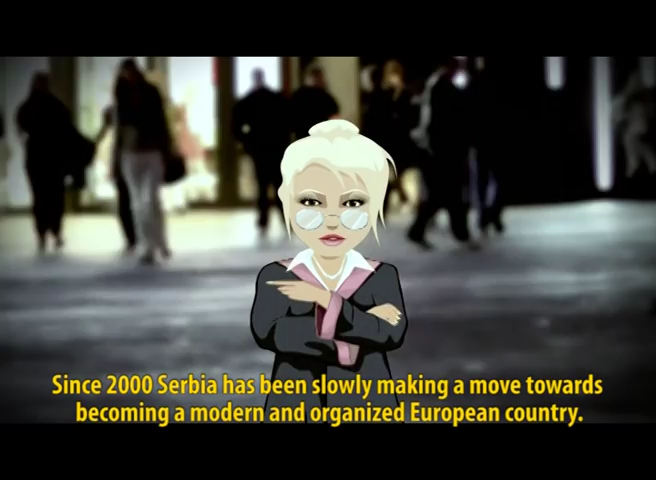 Since 2000 Serbia has been slowly making a move towards
becoming a modern and organized European country.